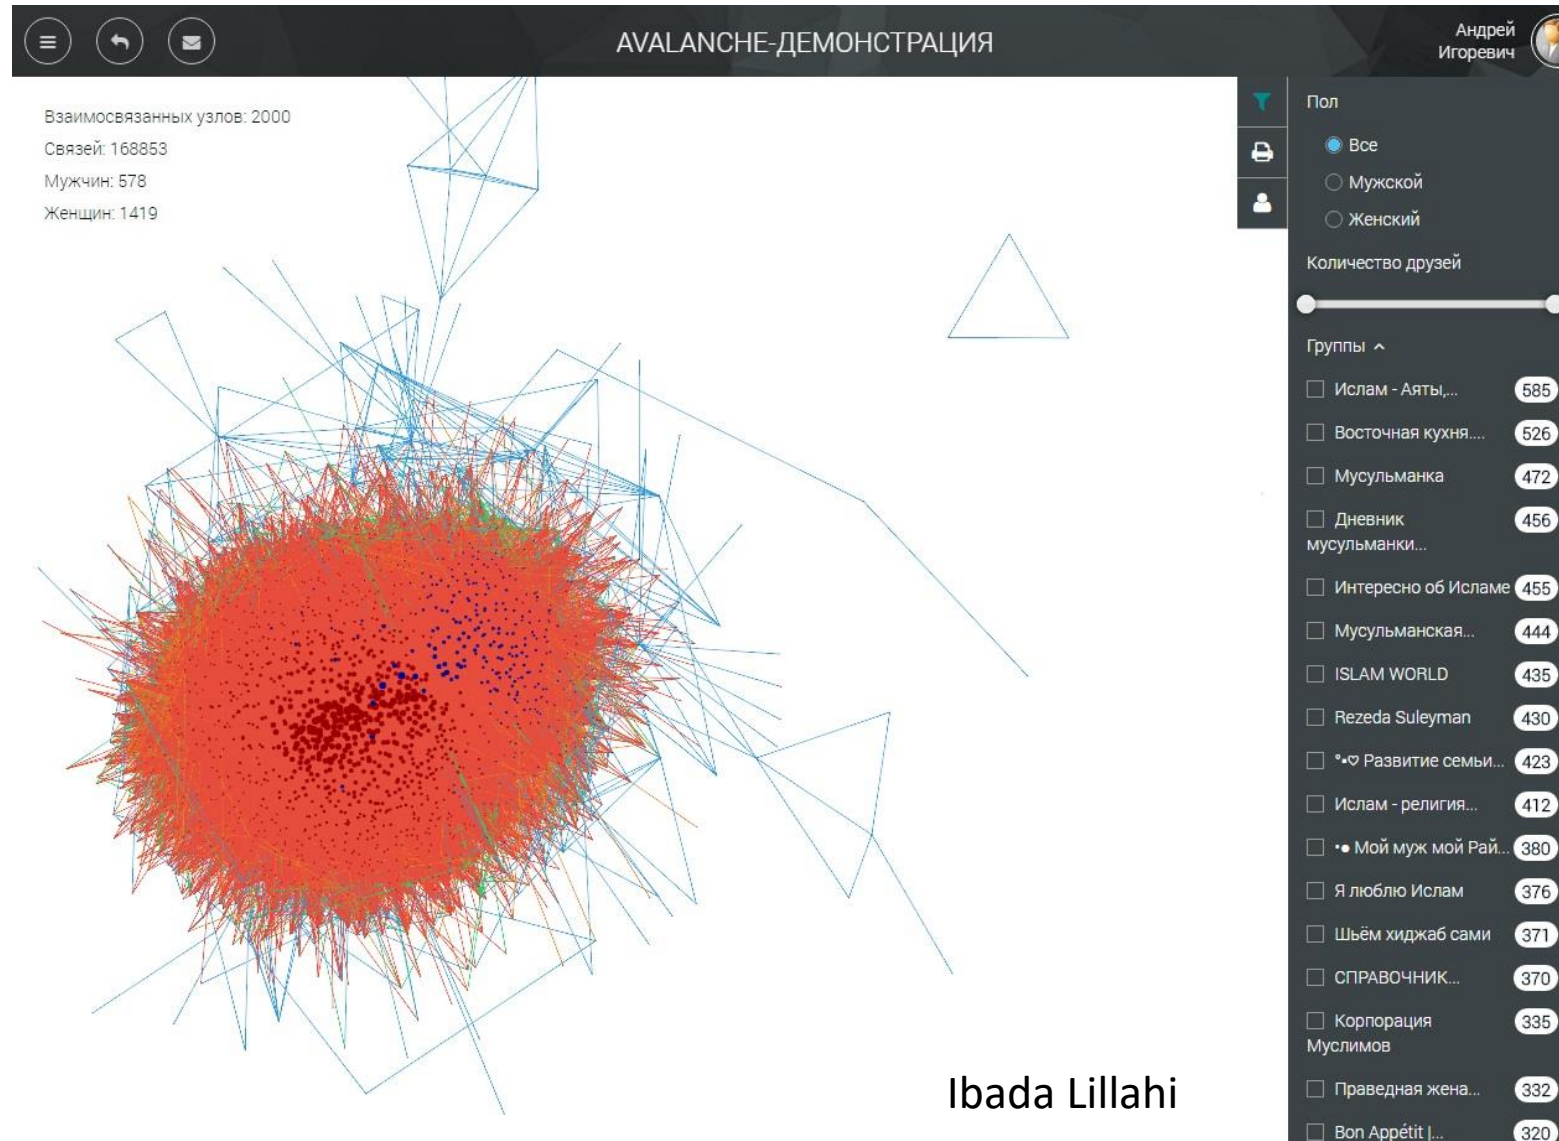 AVALANCHE-ДЕМОНСТРАЦИЯ
Андрей
Игоревич
Взаимосвязанных узлов: 2000
Связей: 168853
Мужчин: 578
Женщин: 1419
Пол
Все
Мужской
Женский
Количество друзей
Группы
Ислам - Аяты,... 585
Восточная кухня.... 526
Мусульманка 472
Дневник 456
мусульманки...
Интересно об Исламе 455
Мусульманская... 444
ISLAM WORLD 435
Rezeda Suleyman 430
°•♡ Развитие семьи... 423
Ислам - религия... 412
•● Мой муж мой Рай... 380
Я люблю Ислам 376
Шьём хиджаб сами 371
СПРАВОЧНИК... 370
Корпорация 335
Муслимов
Праведная жена... 332
Bon Appétit |... 320
Ibada Lillahi